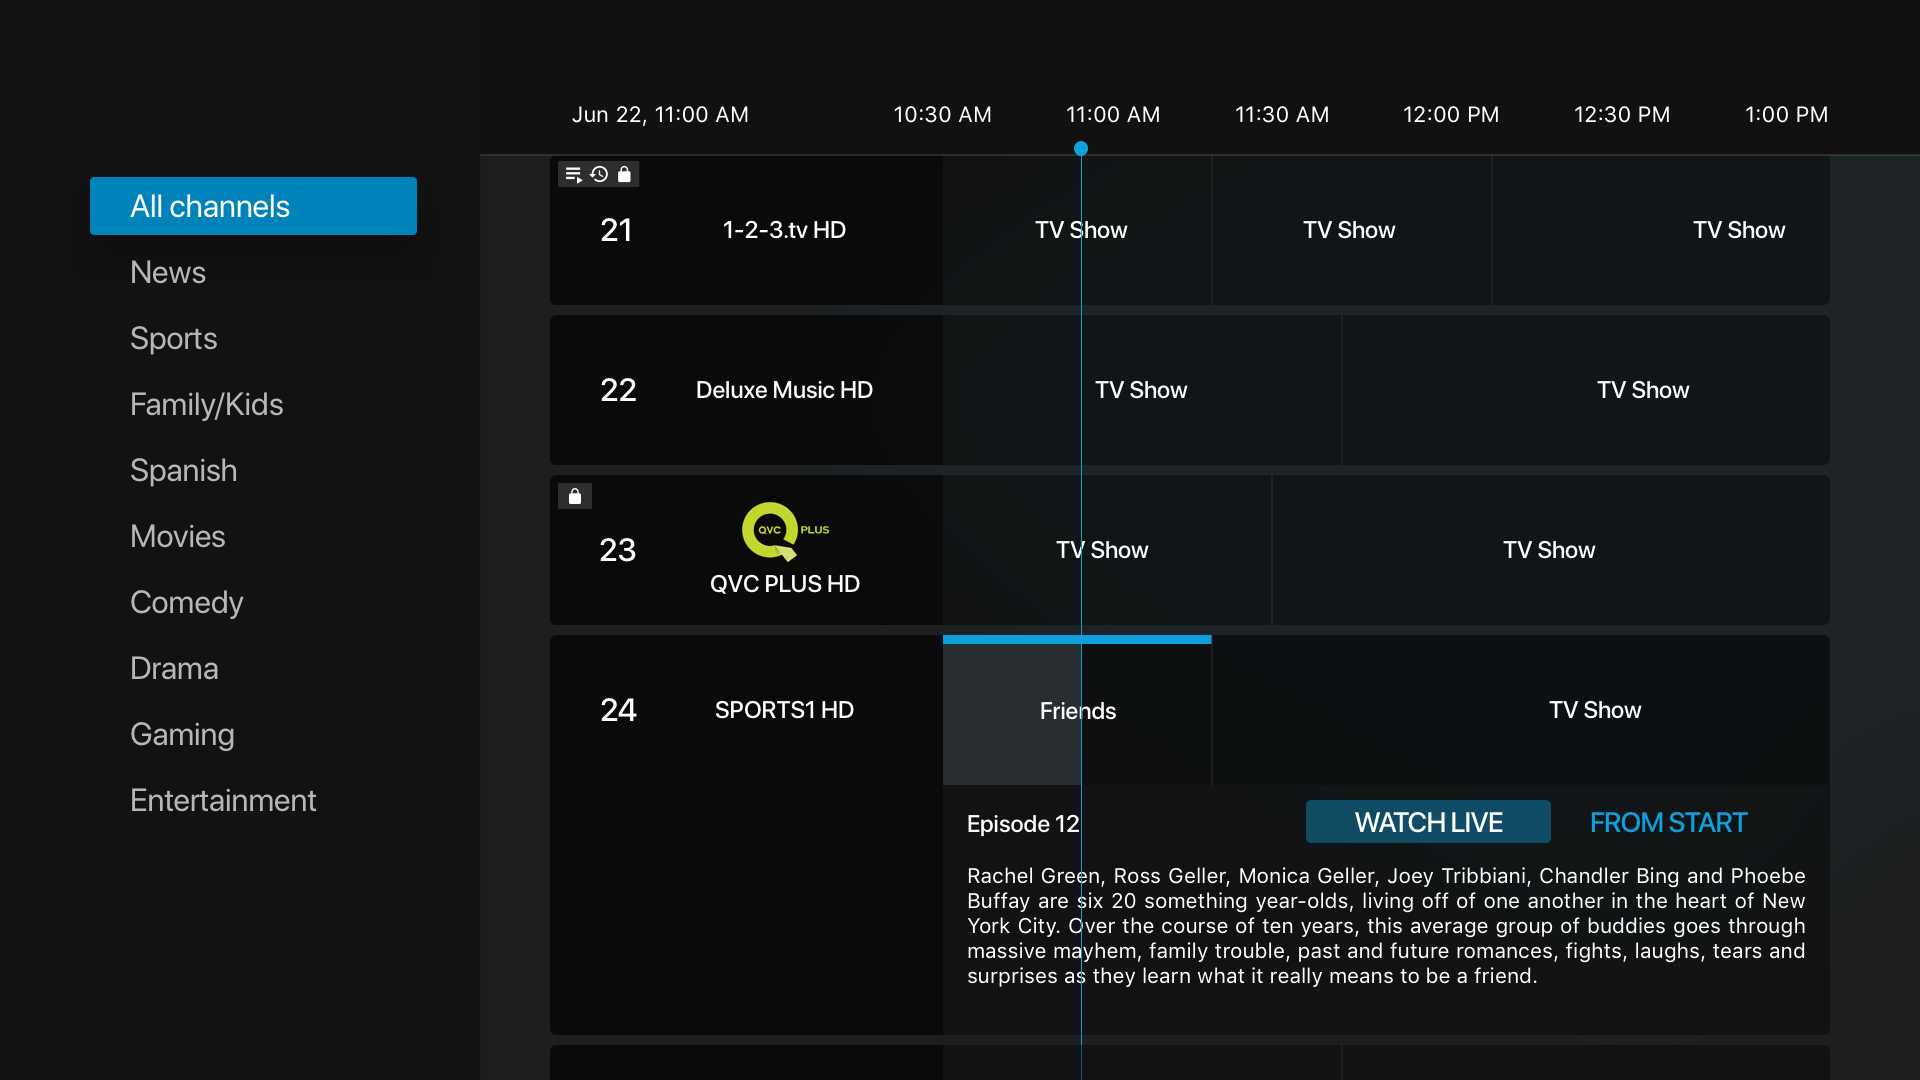 Jun 22, 11:00 AM 10:30 AM 11:00 AM 11:30 AM 12:00 PM 12:30 PM 1:00 PM
All channels
News
Sports
Family/Kids
Spanish
Movies
Comedy
Drama
Gaming
Entertainment
21 1-2-3.tv HD TV Show TV Show TV Show
22 Deluxe Music HD TV Show TV Show
QVC PLUS
23 QVC PLUS HD TV Show TV Show
24 SPORTS1 HD Friends TV Show
Episode 12 WATCH LIVE FROM START
Rachel Green, Ross Geller, Monica Geller, Joey Tribbiani, Chandler Bing and Phoebe
Buffay are six 20 something year-olds, living off of one another in the heart of New
York City. Over the course of ten years, this average group of buddies goes through
massive mayhem, family trouble, past and future romances, fights, laughs, tears and
surprises as they learn what it really means to be a friend.